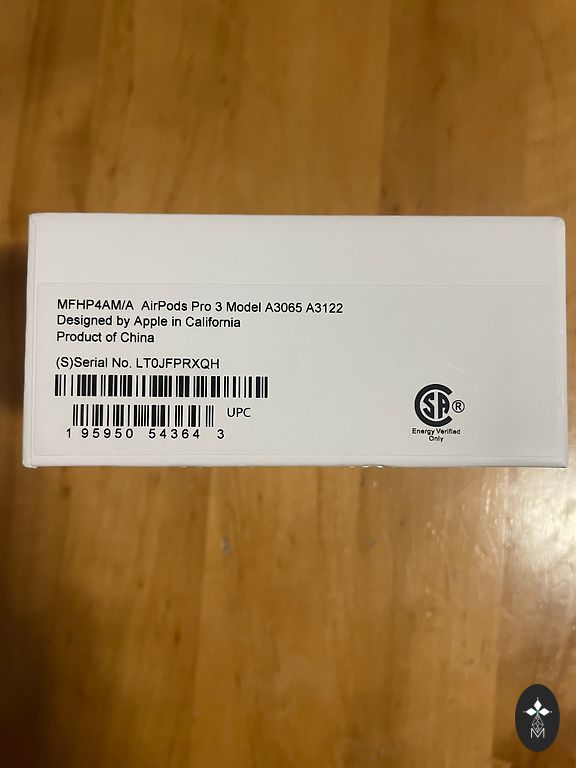 MFHP4AM/A AirPods Pro 3 Model A3065 A3122
Designed by Apple in California
Product of China
(S)Serial No. LT0JFPRXQH
UPC
1 95950 54364 3
SA®
Energy Verified
Only
M